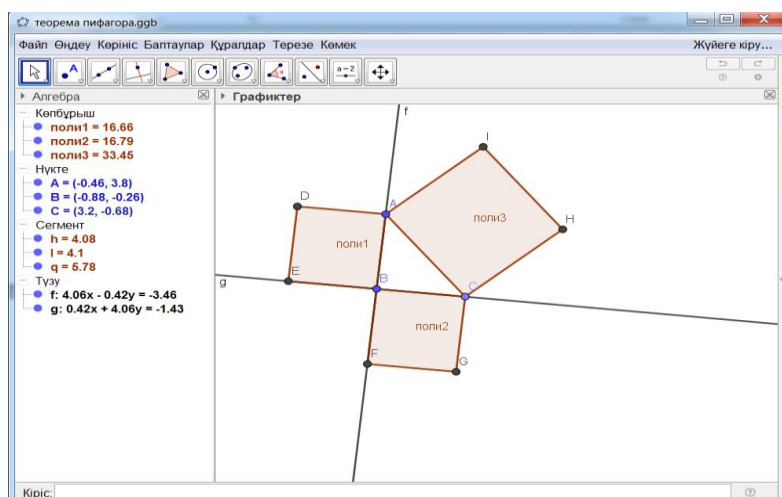 теорема пифагора.ggb
Файл Өңдеу Көрініс Баптаулар Құралдар Терезе Көмек Жүйеге кіру...
A
a=2
Алгебра
Графиктер
Көпбұрыш
поли1 = 16.66
поли2 = 16.79
поли3 = 33.45
Нүкте
A = (-0.46, 3.8)
B = (-0.88, -0.26)
C = (3.2, -0.68)
Сегмент
h = 4.08
l = 4.1
q = 5.78
Түзу
f: 4.06x - 0.42y = -3.46
g: 0.42x + 4.06y = -1.43
f
I
D
A
поли3
H
поли1
E
B
C
g
поли2
F
G
Кіріс: